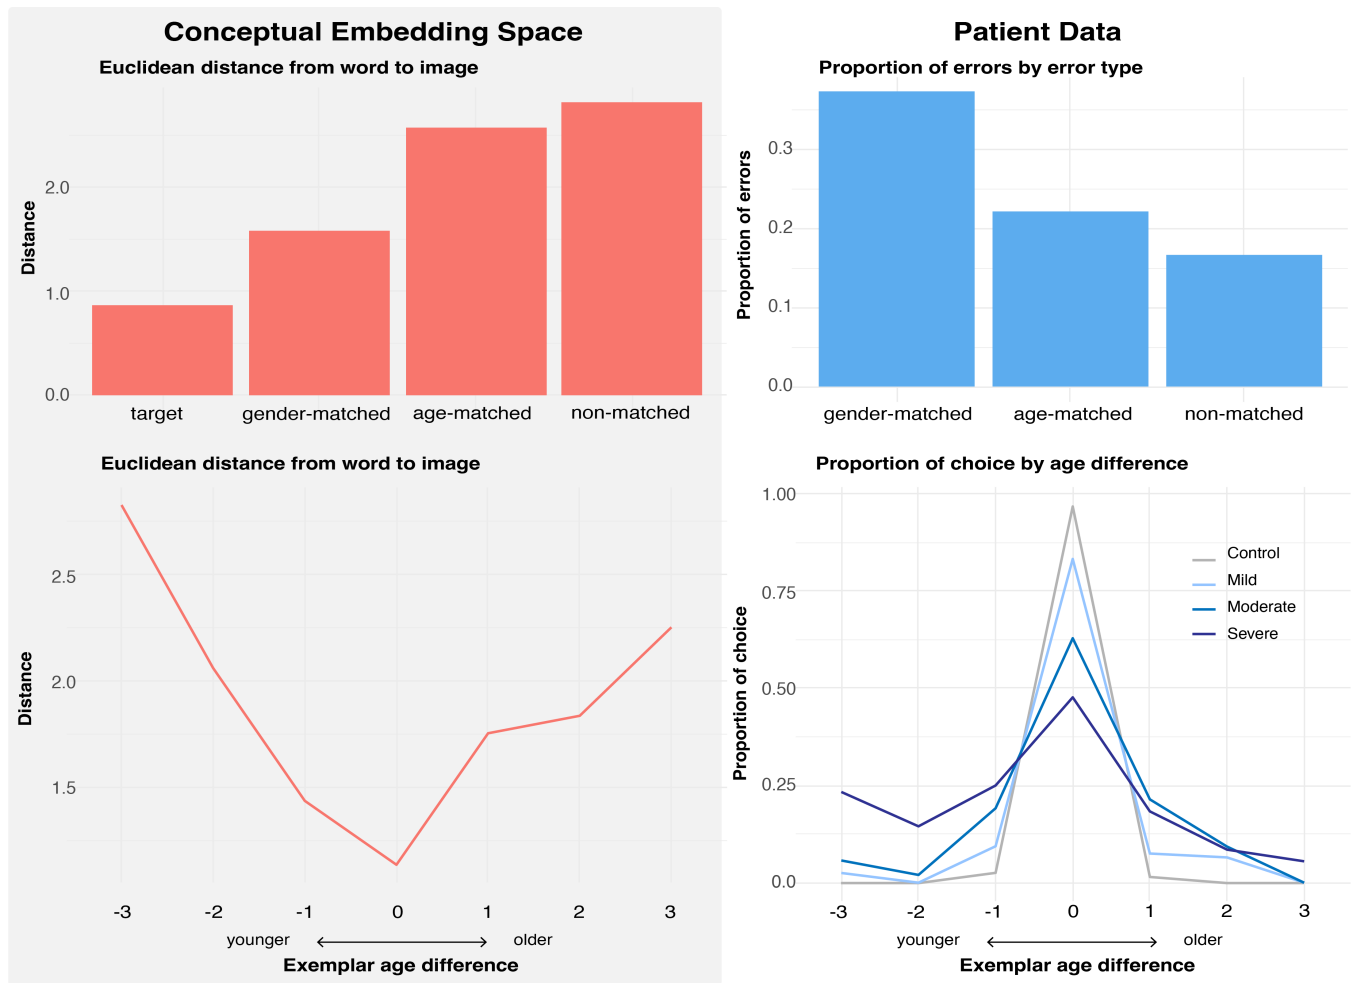 Conceptual Embedding Space
Euclidean distance from word to image
Distance
2.0
1.0
0.0
target gender-matched age-matched non-matched
Patient Data
Proportion of errors by error type
Proportion of errors
0.3
0.2
0.1
0.0
gender-matched age-matched non-matched
Euclidean distance from word to image
Distance
2.5
2.0
1.5
-3 -2 -1 0 1 2 3
younger older
Exemplar age difference
Proportion of choice by age difference
Proportion of choice
1.00
0.75
0.50
0.25
0.0
Control
Mild
Moderate
Severe
-3 -2 -1 0 1 2 3
younger older
Exemplar age difference